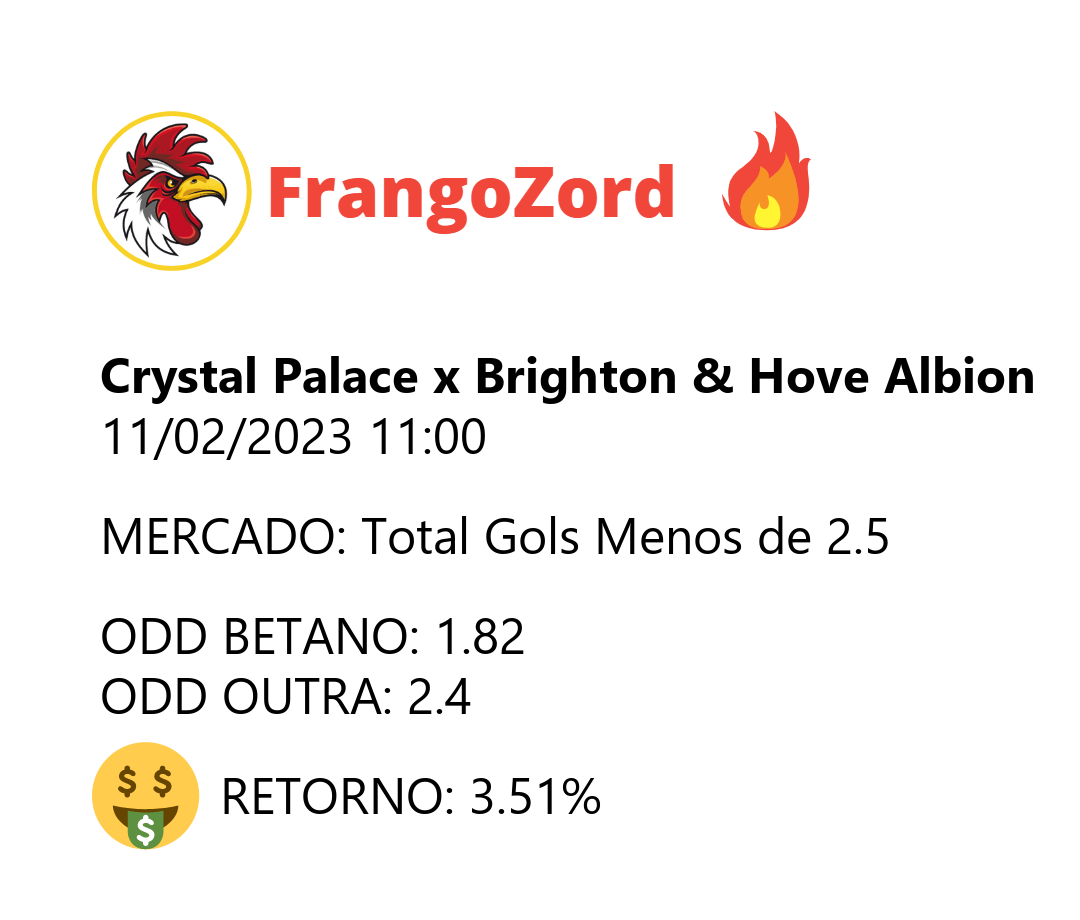 FrangoZord
Crystal Palace x Brighton & Hove Albion
11/02/2023 11:00
MERCADO: Total Gols Menos de 2.5
ODD BETANO: 1.82
ODD OUTRA: 2.4
$ $
$
RETORNO: 3.51%